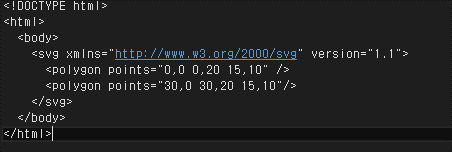 <!DOCTYPE html>
<html>
<body>
<svg xmlns="http://www.w3.org/2000/svg" version="1.1">
<polygon points="0,0 0,20 15,10" />
<polygon points="30,0 30,20 15,10"/>
</svg>
</body>
</html>